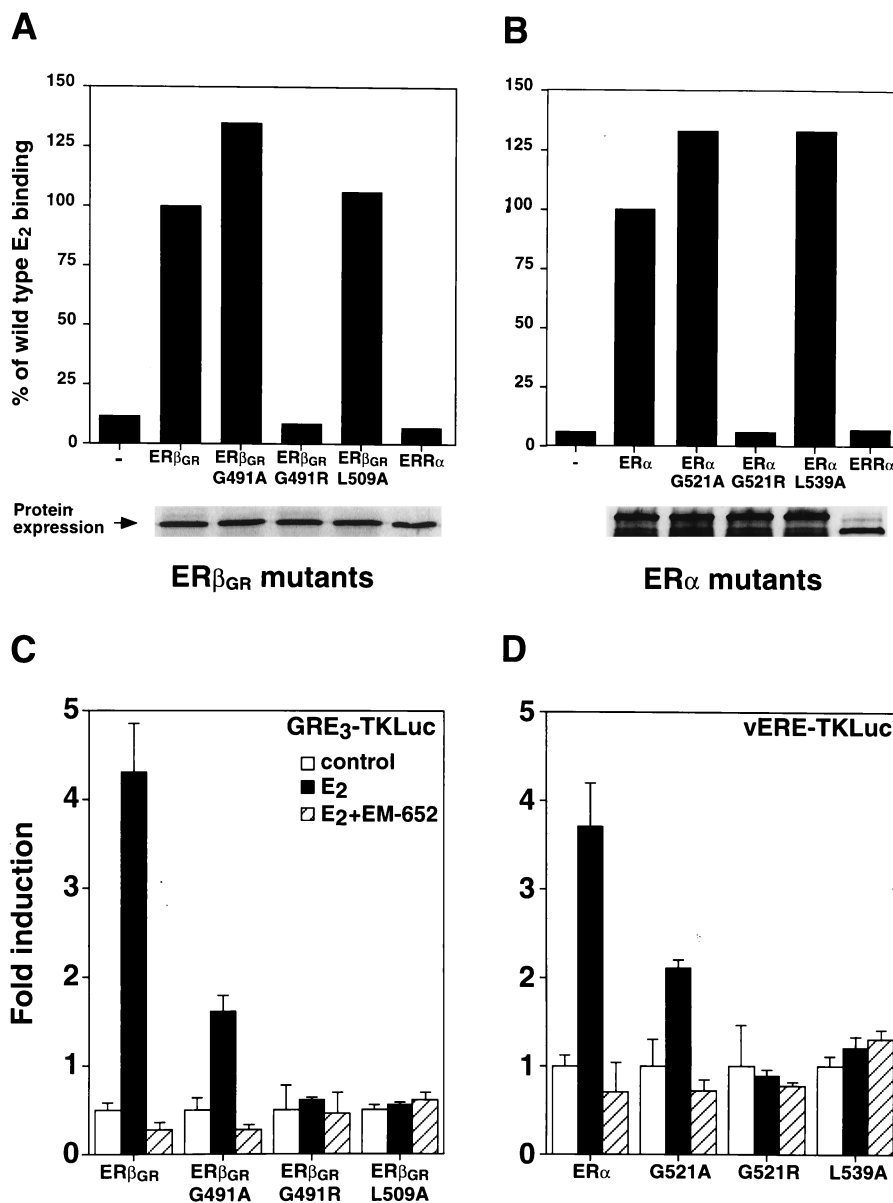 A
% of wild type E2 binding
150
125
100
75
50
25
0
-
ERβGR
ERβGR G491A
ERβGR G491R
ERβGR L509A
ERRα
Protein expression
ERβGR mutants
B
150
125
100
75
50
25
0
-
ERα
ERα G521A
ERα G521R
ERα L539A
ERRα
ERα mutants
C
Fold induction
5
4
3
2
1
0
GRE3-TKLuc
control
E2
E2+EM-652
ERβGR
ERβGR G491A
ERβGR G491R
ERβGR L509A
D
5
4
3
2
1
0
vERE-TKLuc
ERα
G521A
G521R
L539A